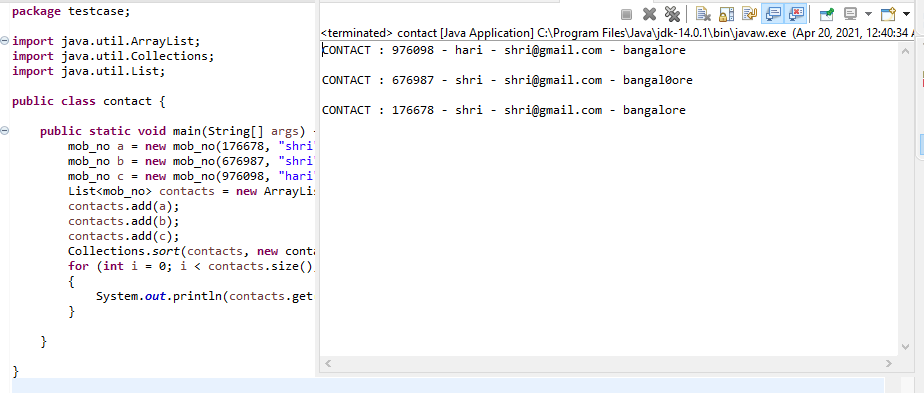 package testcase;
import java.util.ArrayList;
import java.util.Collections;
import java.util.List;
public class contact {
public static void main(String[] args)
mob_no a = new mob_no(176678, "shri"
mob_no b = new mob_no(676987, "shri"
mob_no c = new mob_no(976098, "hari"
List<mob_no> contacts = new ArrayLis
contacts.add(a);
contacts.add(b);
contacts.add(c);
Collections.sort(contacts, new conta
for (int i = 0; i < contacts.size()
{
System.out.println(contacts.get
}
}
}
<terminated> contact [Java Application] C:\Program Files\Java\jdk-14.0.1\bin\javaw.exe (Apr 20, 2021, 12:40:34 A
CONTACT : 976098 - hari - shri@gmail.com - bangalore
CONTACT : 676987 - shri - shri@gmail.com - bangal0ore
CONTACT : 176678 - shri - shri@gmail.com - bangalore